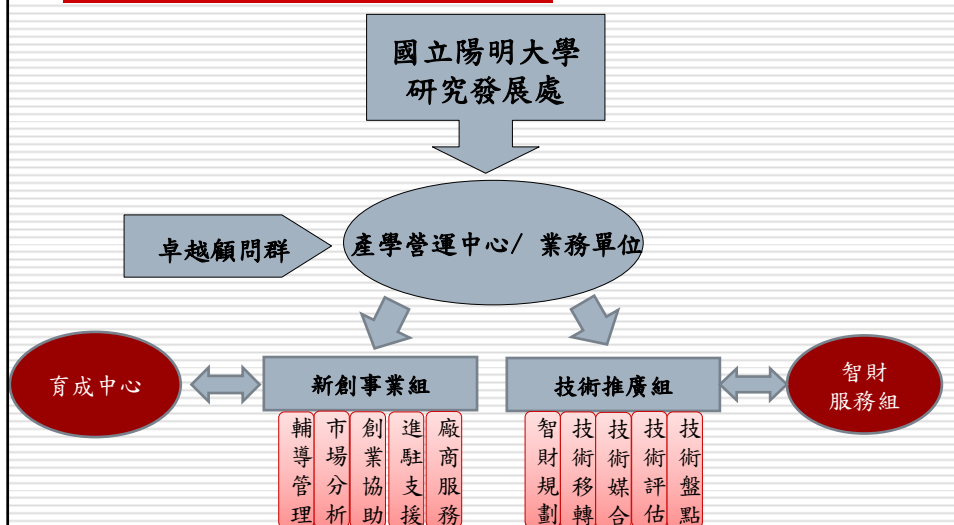 國立陽明大學
研究發展處
卓越顧問群
產學營運中心/ 業務單位
育成中心
新創事業組
技術推廣組
智財
服務組
輔導管理
市場分析
創業協助
進駐支援
廠商服務
智財規劃
技術移轉
技術媒合
技術評估
技術盤點